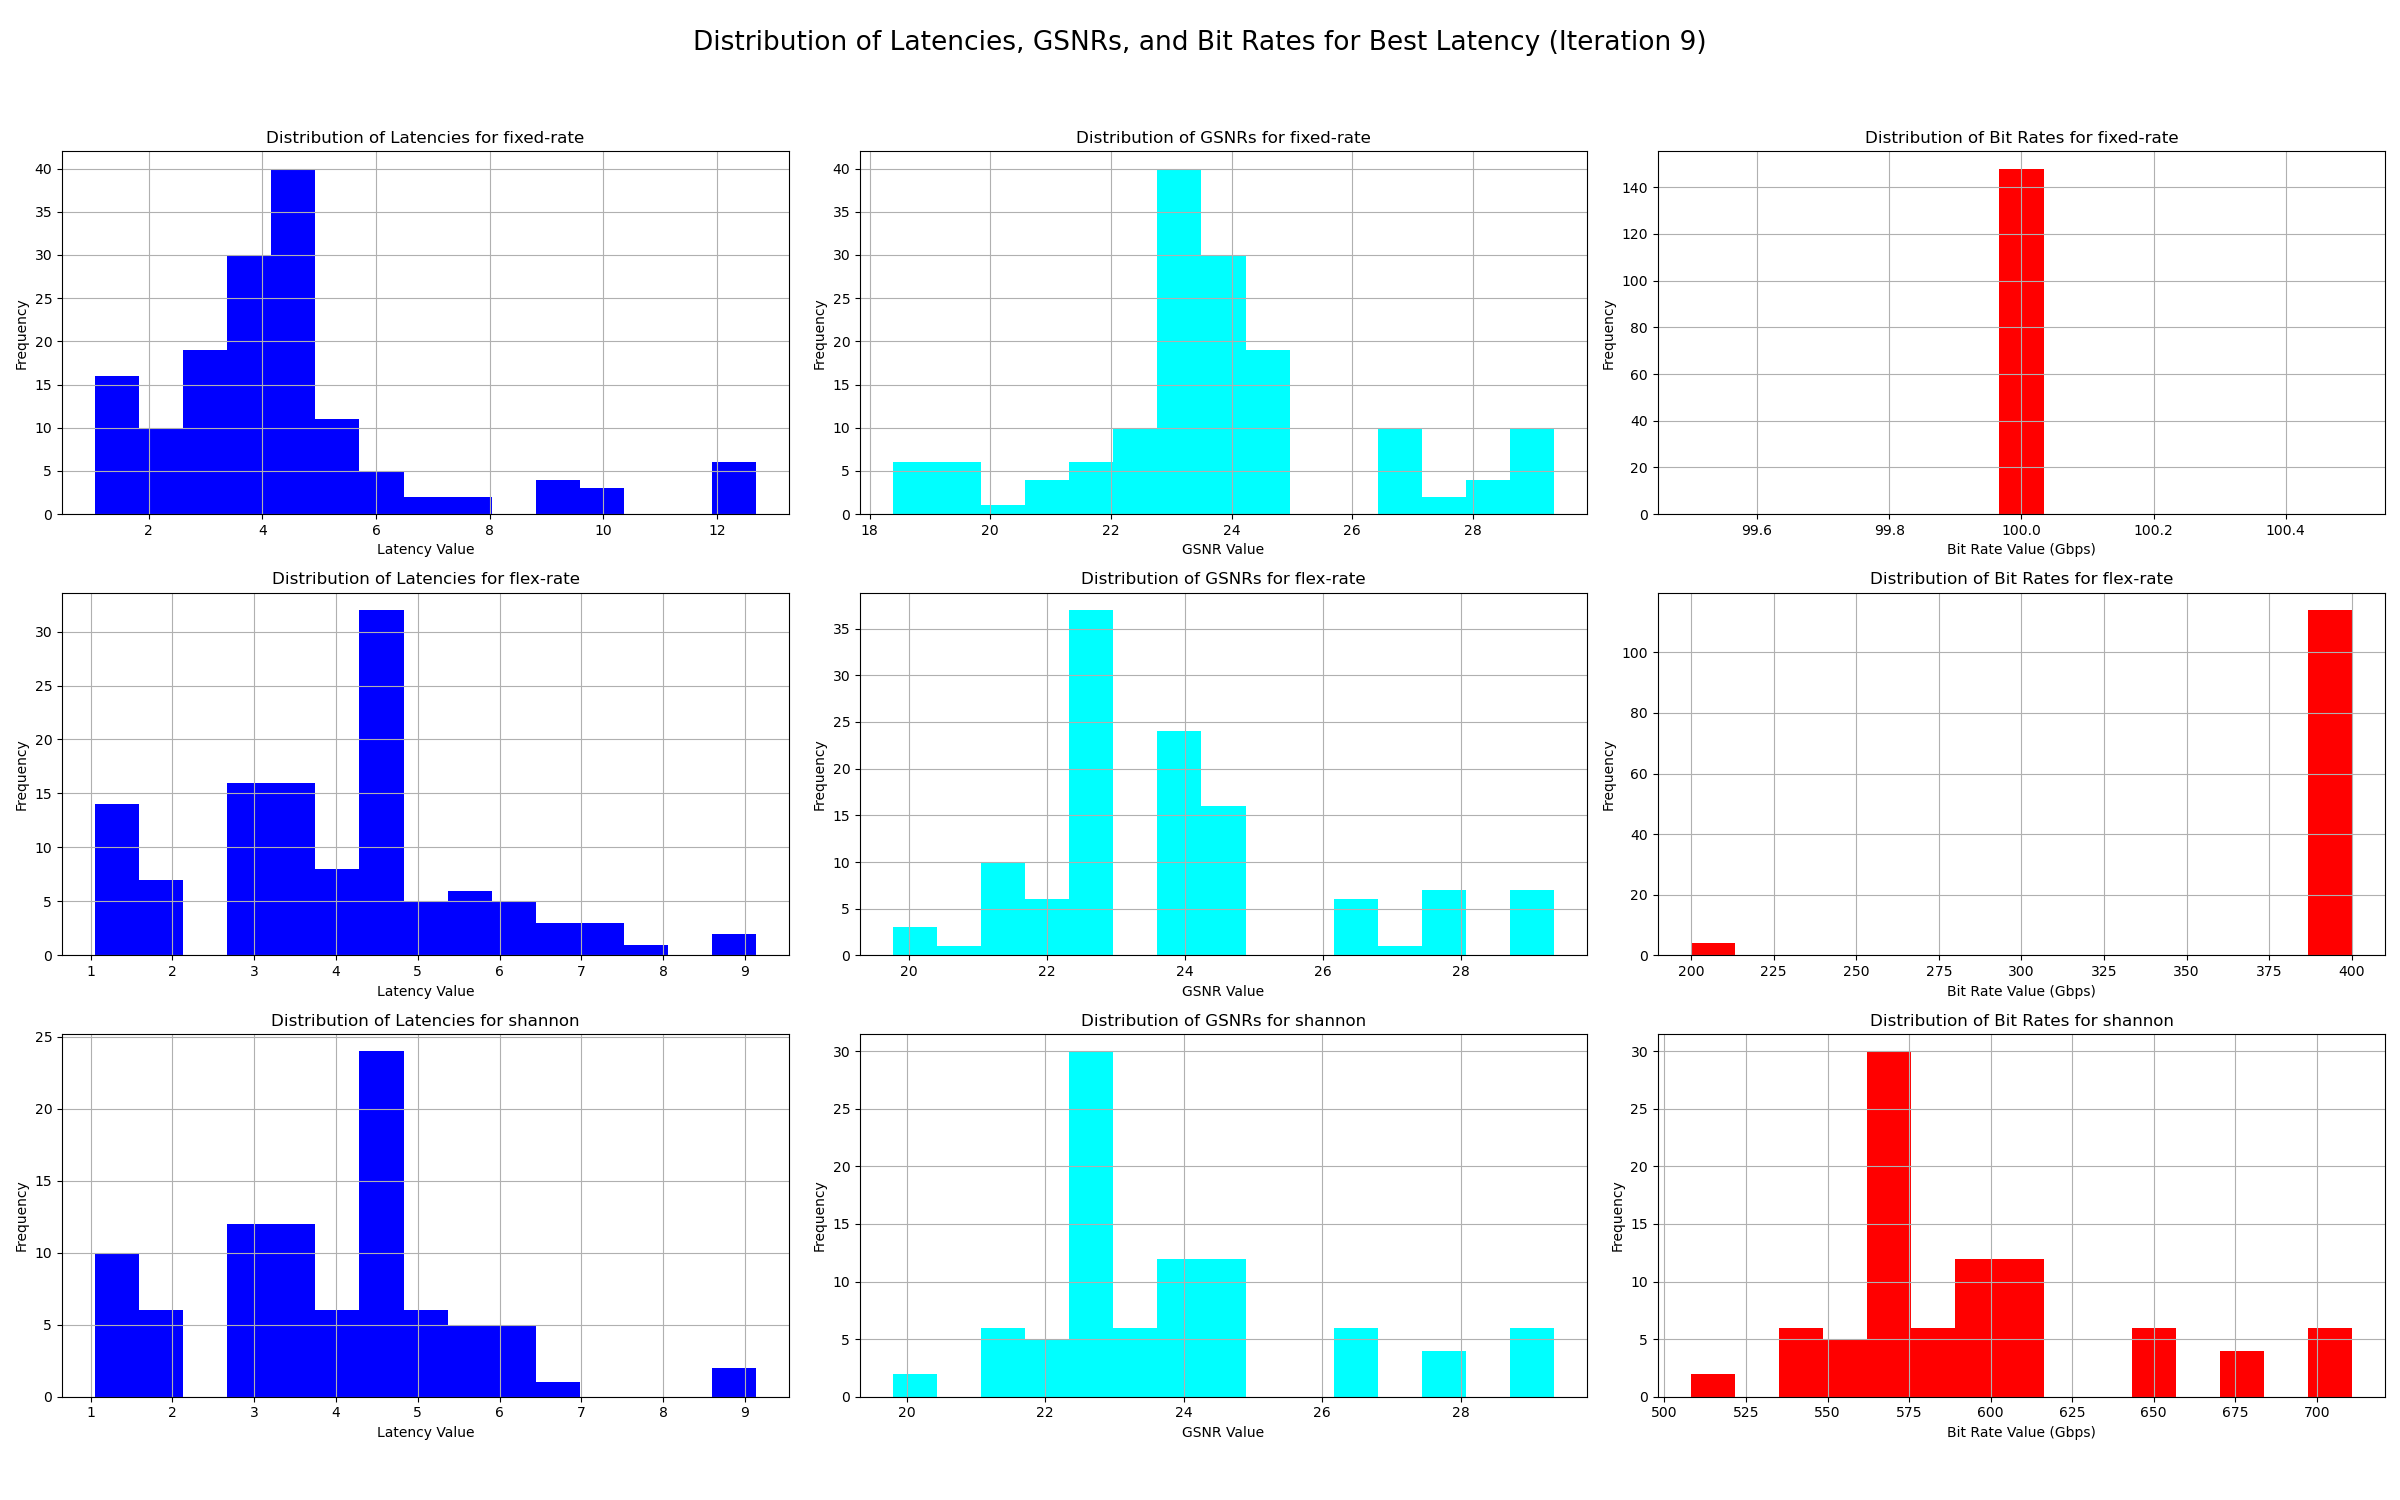 Distribution of Latencies, GSNRs, and Bit Rates for Best Latency (Iteration 9)
Distribution of Latencies for fixed-rate
Frequency
40
35
30
25
20
15
10
5
0
2 4 6 8 10 12
Latency Value
Distribution of GSNRs for fixed-rate
Frequency
40
35
30
25
20
15
10
5
0
18 20 22 24 26 28
GSNR Value
Distribution of Bit Rates for fixed-rate
Frequency
140
120
100
80
60
40
20
0
99.6 99.8 100.0 100.2 100.4
Bit Rate Value (Gbps)
Distribution of Latencies for flex-rate
Frequency
30
25
20
15
10
5
0
1 2 3 4 5 6 7 8 9
Latency Value
Distribution of GSNRs for flex-rate
Frequency
35
30
25
20
15
10
5
0
20 22 24 26 28
GSNR Value
Distribution of Bit Rates for flex-rate
Frequency
100
80
60
40
20
0
200 225 250 275 300 325 350 375 400
Bit Rate Value (Gbps)
Distribution of Latencies for shannon
Frequency
25
20
15
10
5
0
1 2 3 4 5 6 7 8 9
Latency Value
Distribution of GSNRs for shannon
Frequency
30
25
20
15
10
5
0
20 22 24 26 28
GSNR Value
Distribution of Bit Rates for shannon
Frequency
30
25
20
15
10
5
0
500 525 550 575 600 625 650 675 700
Bit Rate Value (Gbps)